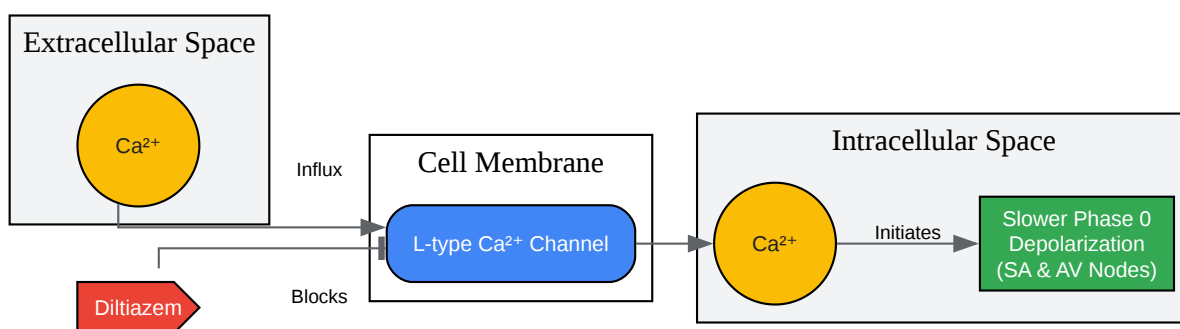 Extracellular Space
Ca²⁺
Influx
Cell Membrane
L-type Ca²⁺ Channel
Blocks
Diltiazem
Intracellular Space
Ca²⁺
Initiates
Slower Phase 0
Depolarization
(SA & AV Nodes)